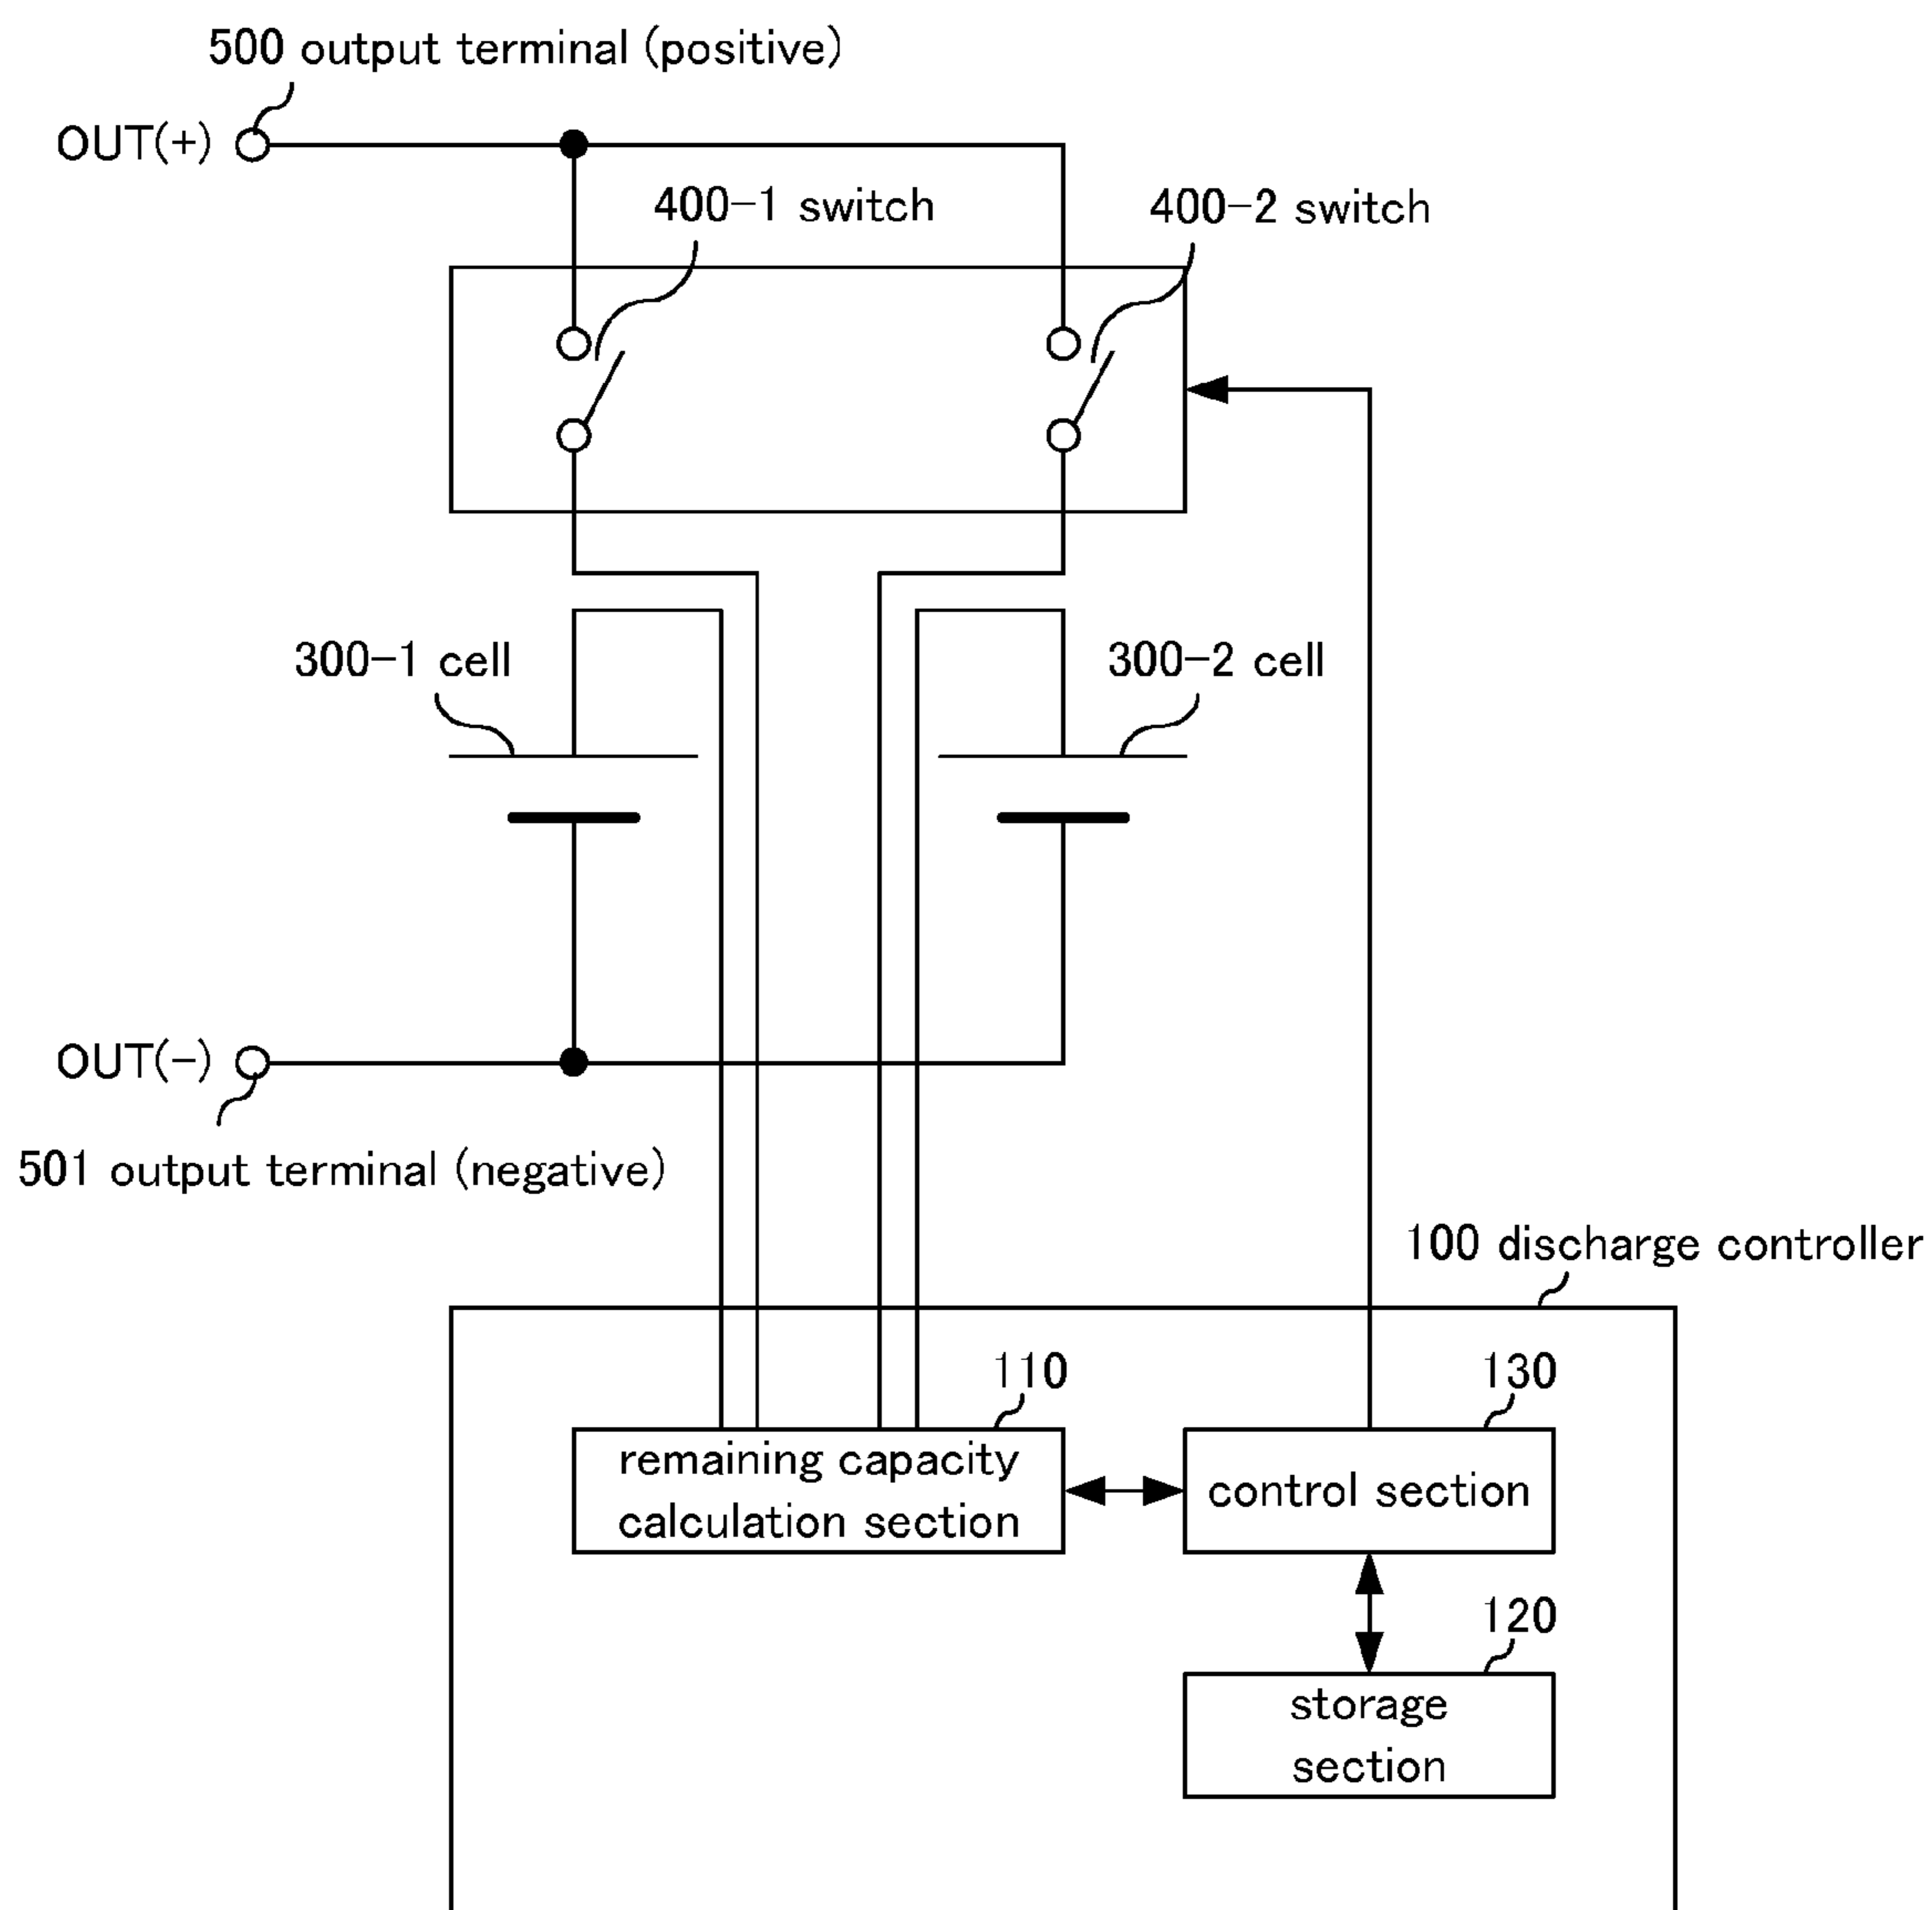 500 output terminal (positive)
OUT(+)
400-1 switch
400-2 switch
300-1 cell
300-2 cell
OUT(-)
501 output terminal (negative)
100 discharge controller
110
130
remaining capacity
calculation section
control section
120
storage
section